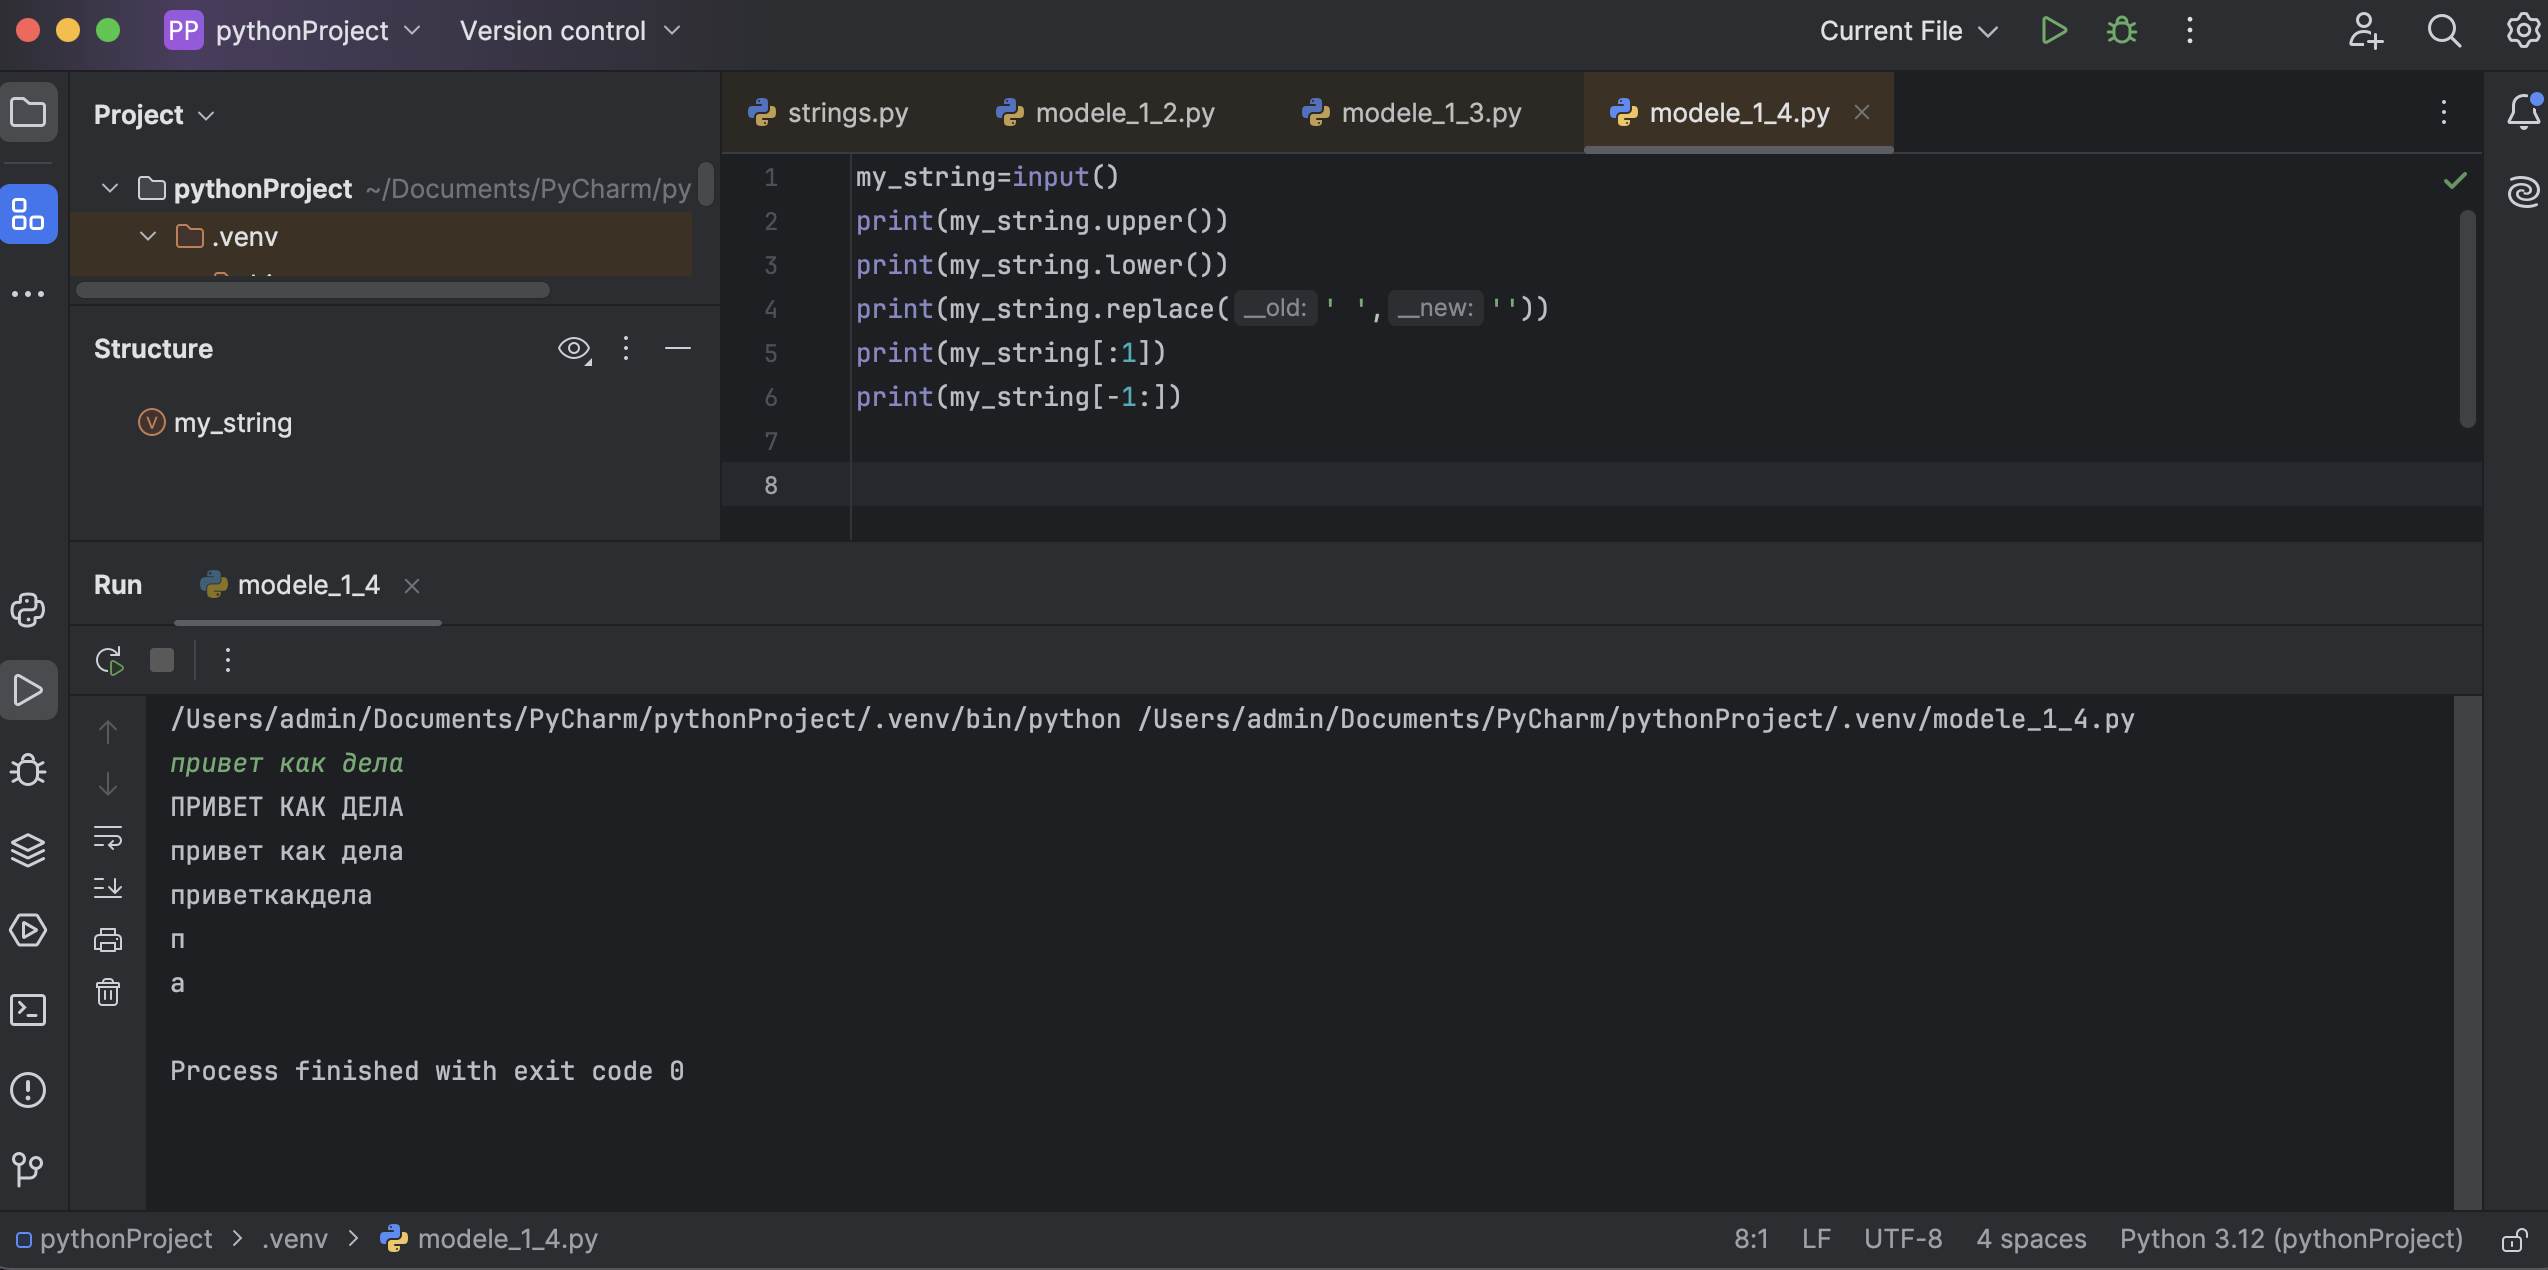 PP pythonProject Version control Current File
Project
pythonProject ~/Documents/PyCharm/py
.venv
Structure
my_string
strings.py modele_1_2.py modele_1_3.py modele_1_4.py
1 my_string=input()
2 print(my_string.upper())
3 print(my_string.lower())
4 print(my_string.replace( __old: ' ', __new: ''))
5 print(my_string[:1])
6 print(my_string[-1:])
7
8
Run modele_1_4
/Users/admin/Documents/PyCharm/pythonProject/.venv/bin/python /Users/admin/Documents/PyCharm/pythonProject/.venv/modele_1_4.py
привет как дела
ПРИВЕТ КАК ДЕЛА
привет как дела
приветкакдела
п
а
Process finished with exit code 0
pythonProject > .venv > modele_1_4.py 8:1 LF UTF-8 4 spaces Python 3.12 (pythonProject)